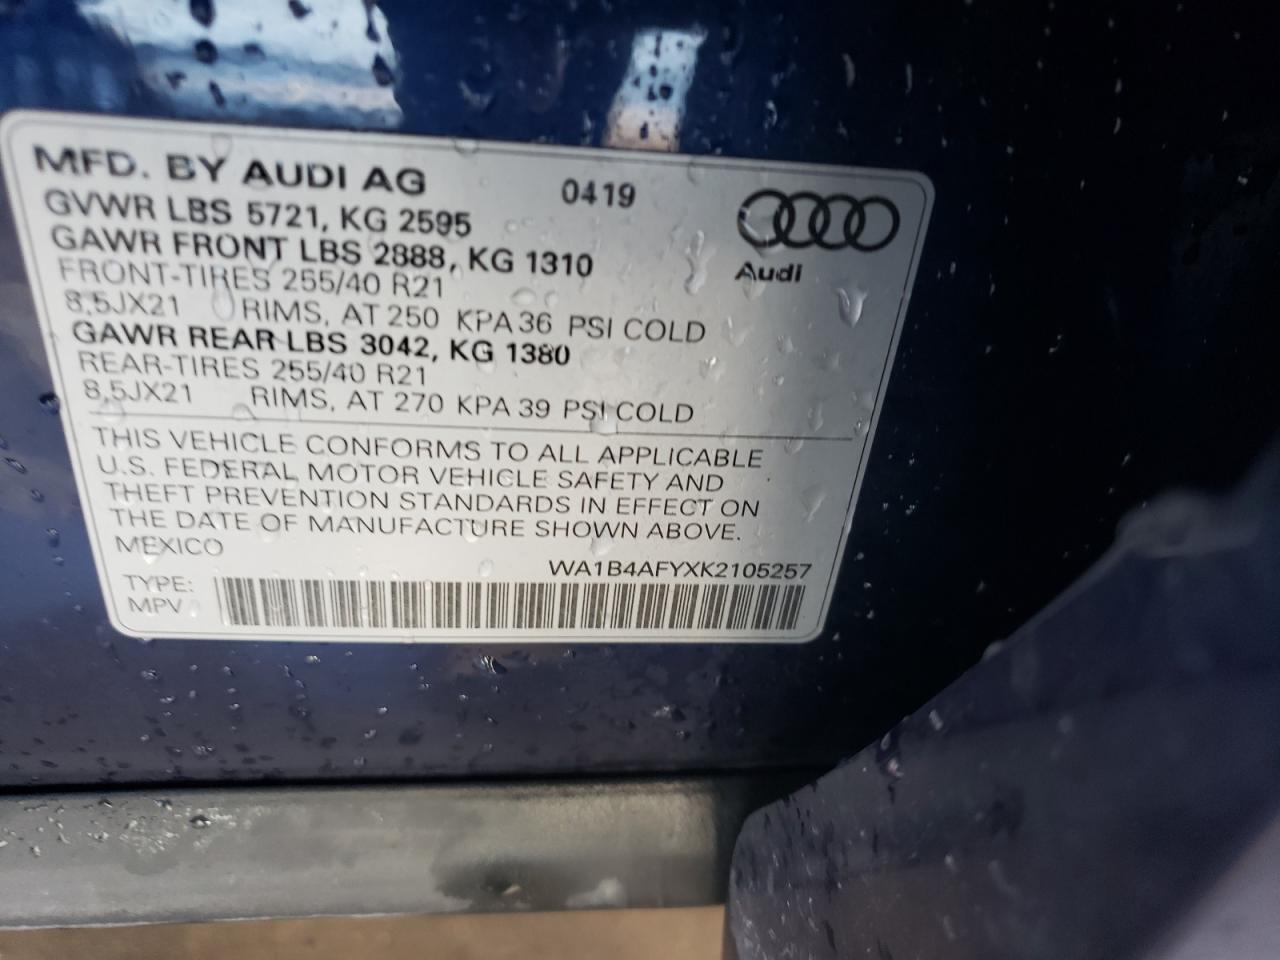 MFD. BY AUDI AG 0419
GVWR LBS 5721, KG 2595
GAWR FRONT LBS 2888, KG 1310
FRONT-TIRES 255/40 R21
8,5JX21 RIMS, AT 250 KPA 36 PSI COLD
GAWR REAR LBS 3042, KG 1380
REAR-TIRES 255/40 R21
8,5JX21 RIMS, AT 270 KPA 39 PSI COLD
Audi
THIS VEHICLE CONFORMS TO ALL APPLICABLE
U.S. FEDERAL MOTOR VEHICLE SAFETY AND
THEFT PREVENTION STANDARDS IN EFFECT ON
THE DATE OF MANUFACTURE SHOWN ABOVE.
MEXICO
WA1B4AFYXK2105257
TYPE:
MPV